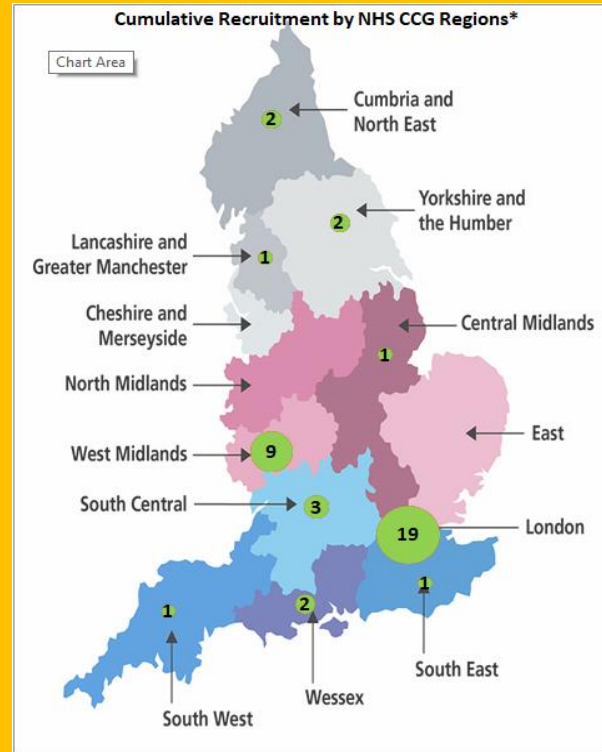 Cumulative Recruitment by NHS CCG Regions*
Chart Area
Cumbria and
North East
2
Yorkshire and
the Humber
2
Lancashire and
Greater Manchester
1
Cheshire and
Merseyside
Central Midlands
1
North Midlands
East
West Midlands
9
South Central
3
London
19
1
1
2
South East
Wessex
South West